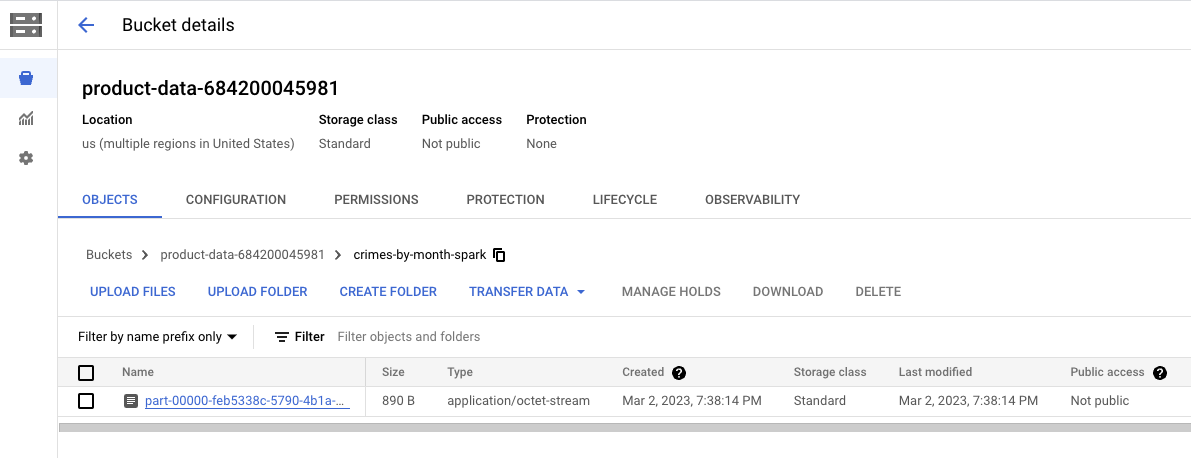 Bucket details
product-data-684200045981
Location Storage class Public access Protection
us (multiple regions in United States) Standard Not public None
OBJECTS CONFIGURATION PERMISSIONS PROTECTION LIFECYCLE OBSERVABILITY
Buckets > product-data-684200045981 > crimes-by-month-spark
UPLOAD FILES UPLOAD FOLDER CREATE FOLDER TRANSFER DATA MANAGE HOLDS DOWNLOAD DELETE
Filter by name prefix only Filter Filter objects and folders
Name Size Type Created ? Storage class Last modified Public access ?
part-00000-feb5338c-5790-4b1a-... 890 B application/octet-stream Mar 2, 2023, 7:38:14 PM Standard Mar 2, 2023, 7:38:14 PM Not public